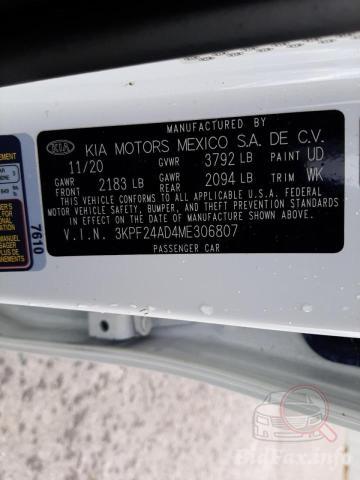 MANUFACTURED BY
KIA KIA MOTORS MEXICO S.A. DE C.V.
11/20 GVWR 3792 LB PAINT UD
GAWR FRONT 2183 LB GAWR REAR 2094 LB TRIM WK
THIS VEHICLE CONFORMS TO ALL APPLICABLE U.S.A. FEDERAL
MOTOR VEHICLE SAFETY, BUMPER, AND THEFT PREVENTION STANDARDS
IN EFFECT ON THE DATE OF MANUFACTURE SHOWN ABOVE.
V.I.N. 3KPF24AD4ME306807
PASSENGER CAR
7610
BidFax.info